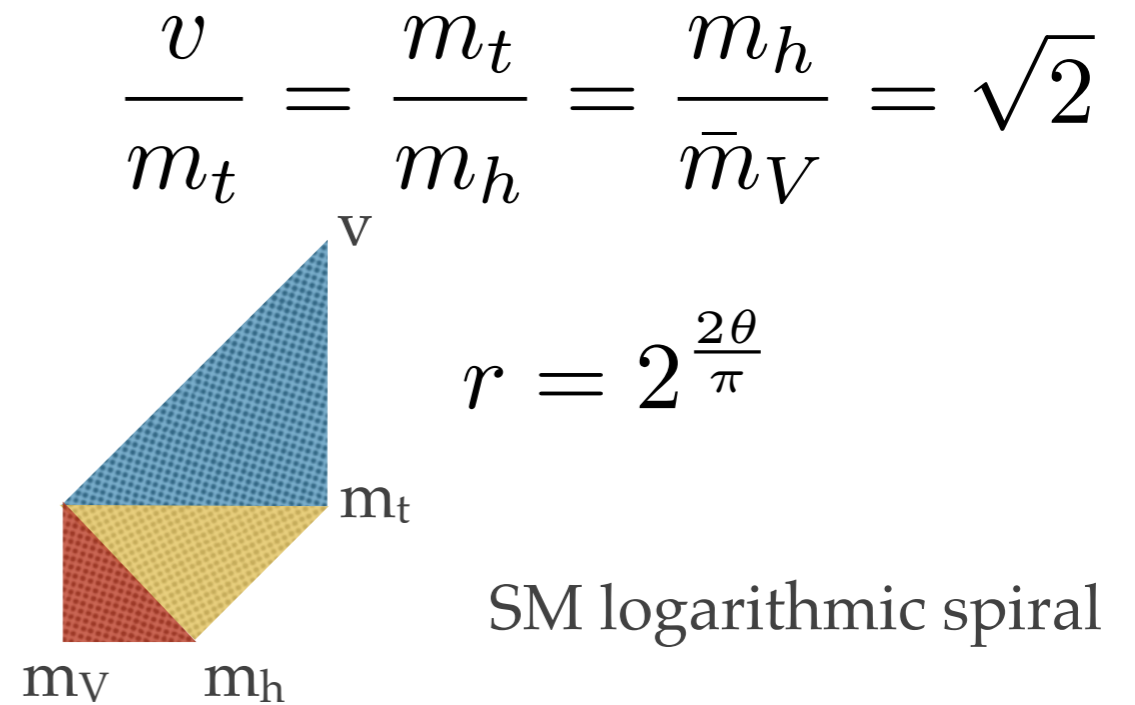 v/m_t = m_t/m_h = m_h/m̄_V = √2
v
r = 2^(2θ/π)
m_t
SM logarithmic spiral
m_V m_h